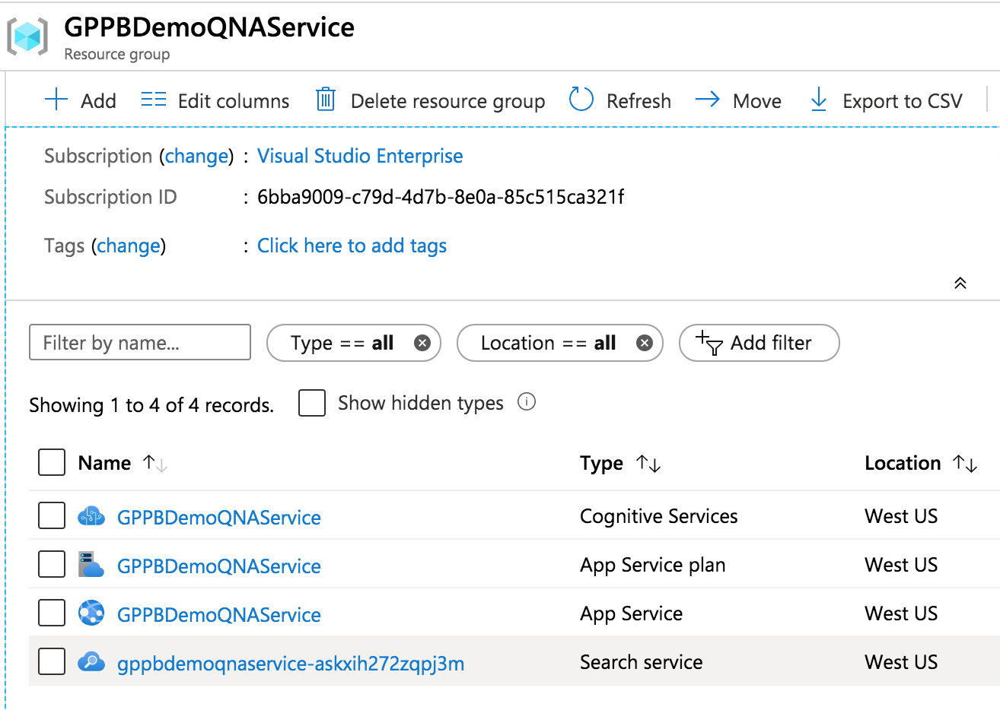 GPPBDemoQNAService
Resource group
Add Edit columns Delete resource group Refresh Move Export to CSV
Subscription (change) : Visual Studio Enterprise
Subscription ID : 6bba9009-c79d-4d7b-8e0a-85c515ca321f
Tags (change) : Click here to add tags
Filter by name... Type == all Location == all Add filter
Showing 1 to 4 of 4 records. Show hidden types
Name Type Location
GPPBDemoQNAService Cognitive Services West US
GPPBDemoQNAService App Service plan West US
GPPBDemoQNAService App Service West US
gppbdemoqnaservice-askxih272zqpj3m Search service West US